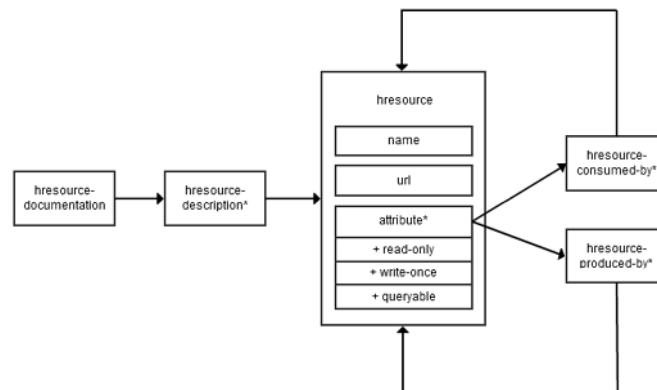 hresource
name
url
attribute*
+ read-only
+ write-once
+ queryable
hresource-
documentation
hresource-
description*
hresource-
consumed-by*
hresource-
produced-by*